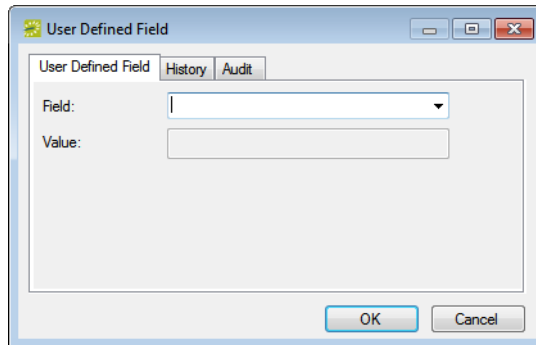 User Defined Field
User Defined Field History Audit
Field:
Value:
OK Cancel